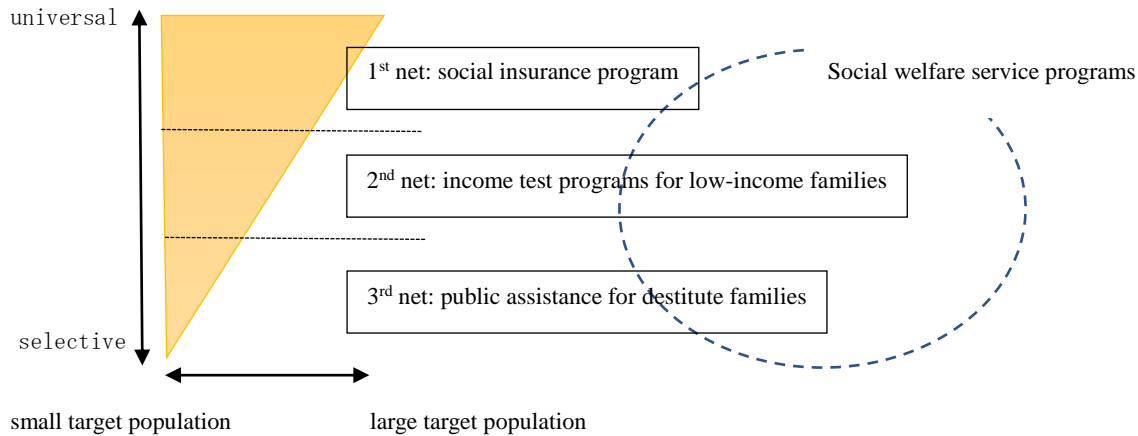 universal
1st net: social insurance program
Social welfare service programs
2nd net: income test programs for low-income families
3rd net: public assistance for destitute families
selective
small target population
large target population